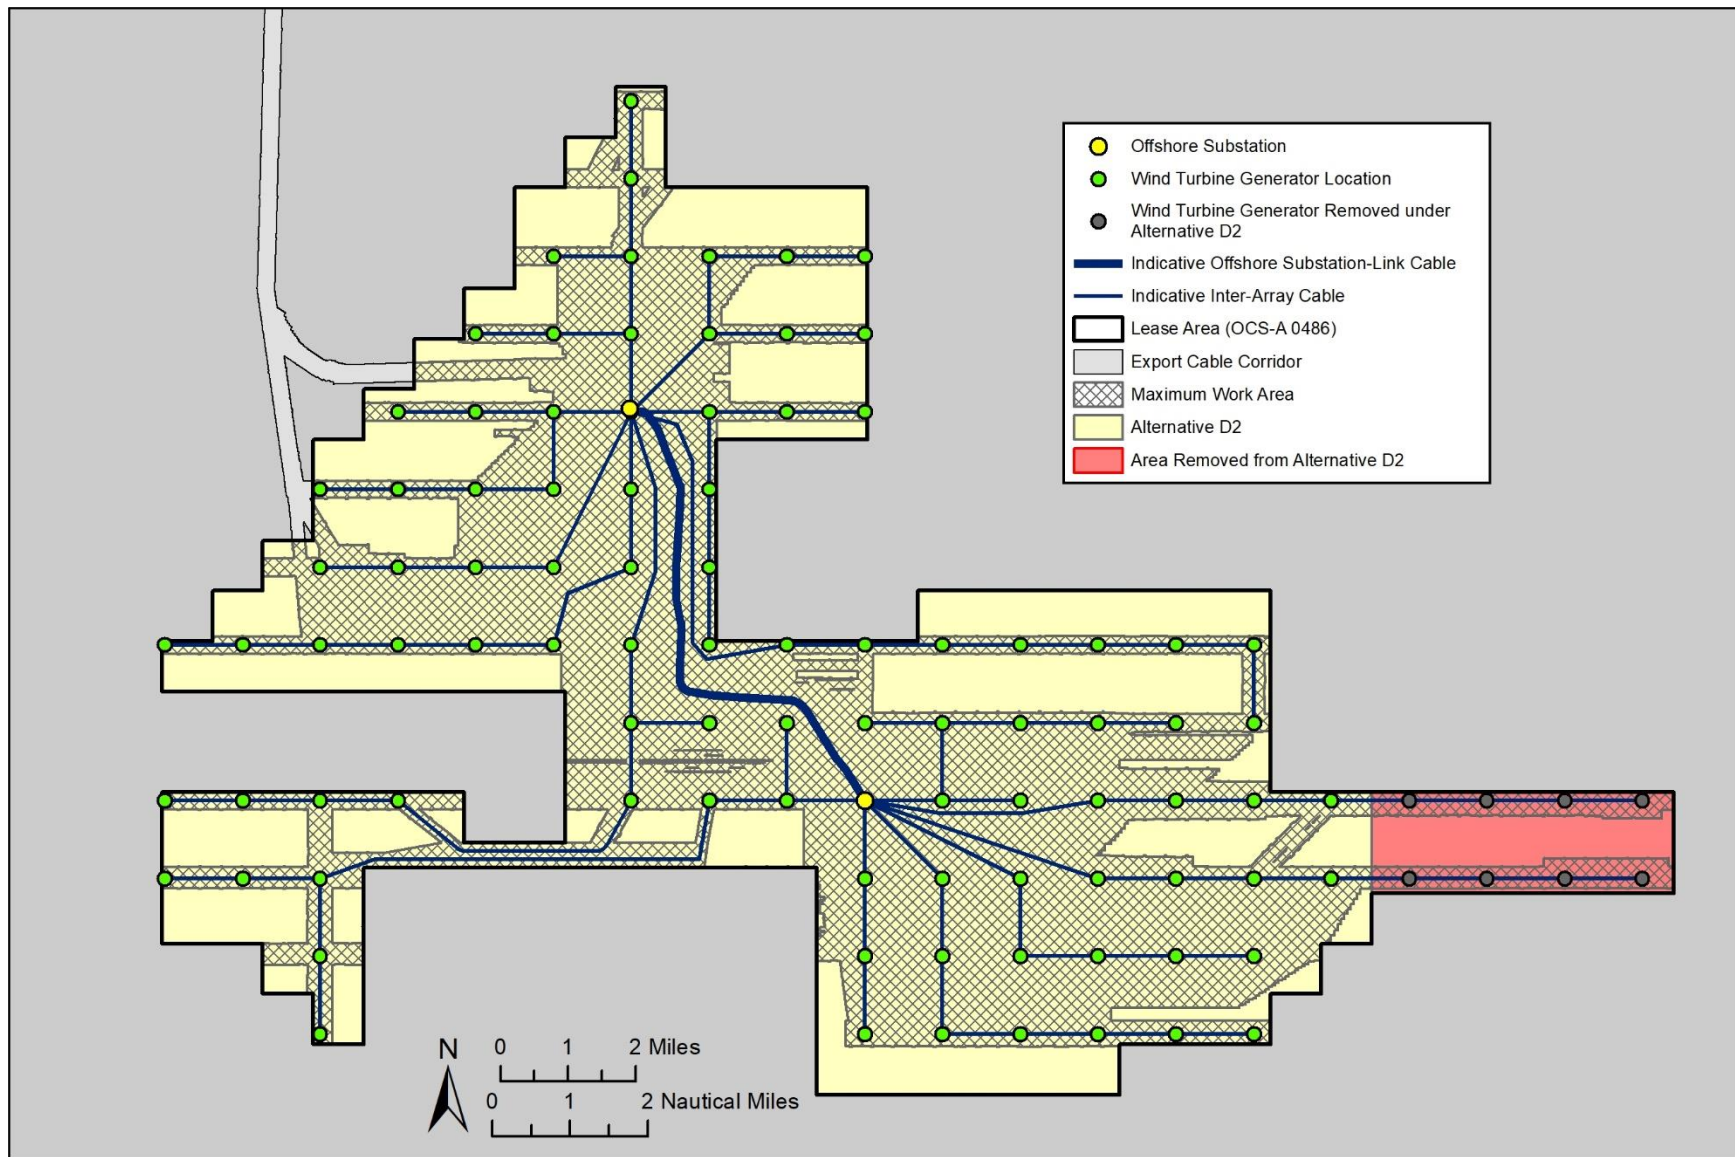 Offshore Substation
Wind Turbine Generator Location
Wind Turbine Generator Removed under
Alternative D2
Indicative Offshore Substation-Link Cable
Indicative Inter-Array Cable
Lease Area (OCS-A 0486)
Export Cable Corridor
Maximum Work Area
Alternative D2
Area Removed from Alternative D2
N
0 1 2 Miles
0 1 2 Nautical Miles